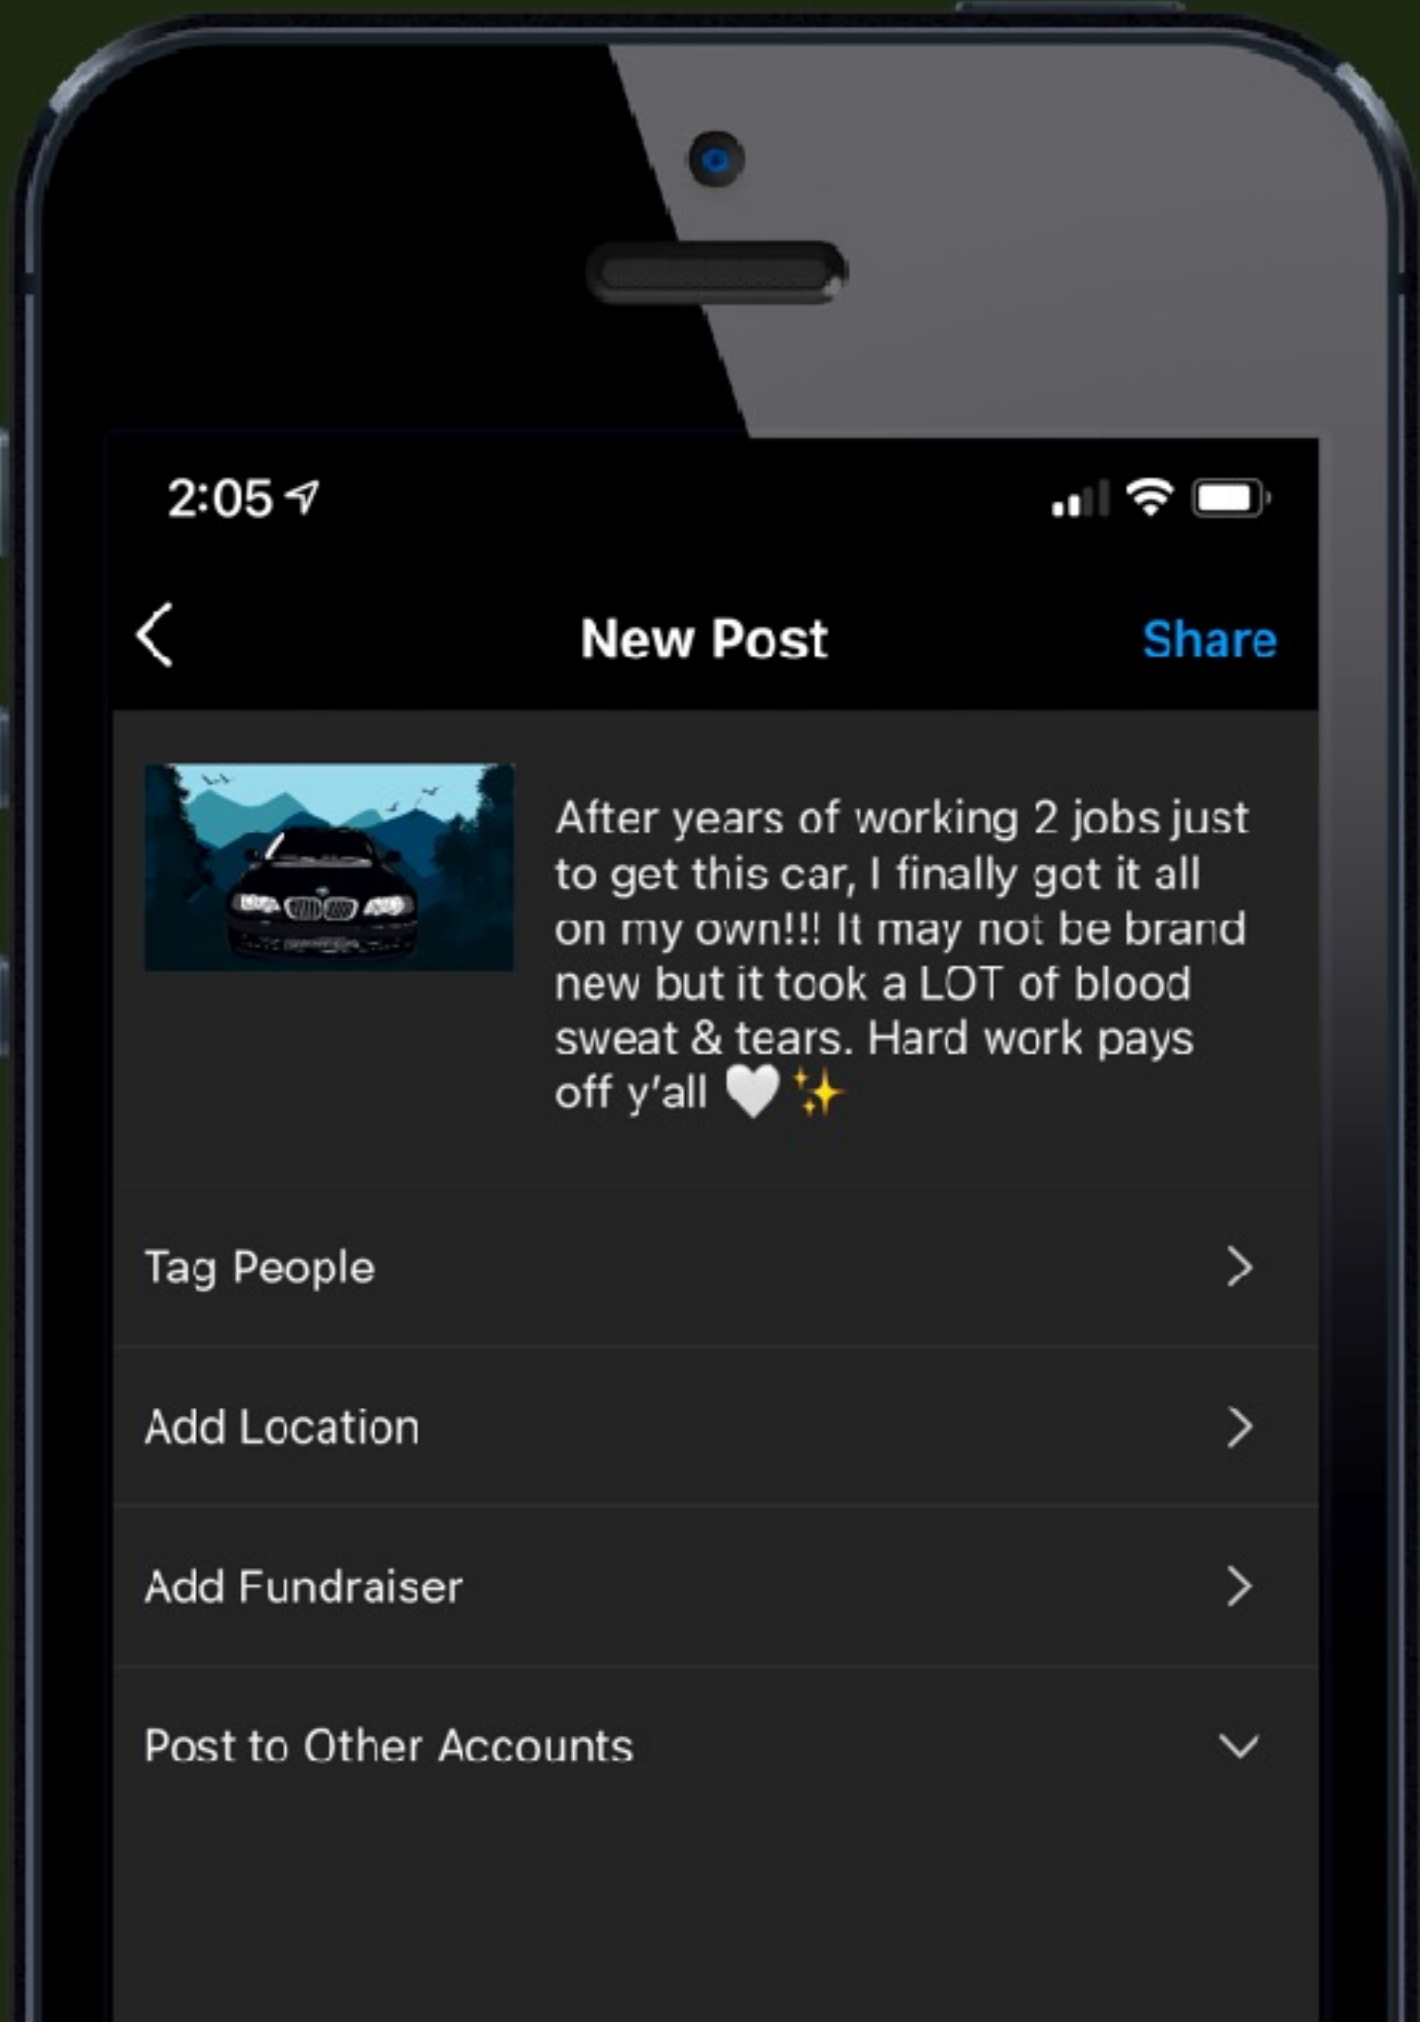 2:05
New Post
Share
After years of working 2 jobs just
to get this car, I finally got it all
on my own!!! It may not be brand
new but it took a LOT of blood
sweat & tears. Hard work pays
off y’all 🤍✨
Tag People
Add Location
Add Fundraiser
Post to Other Accounts